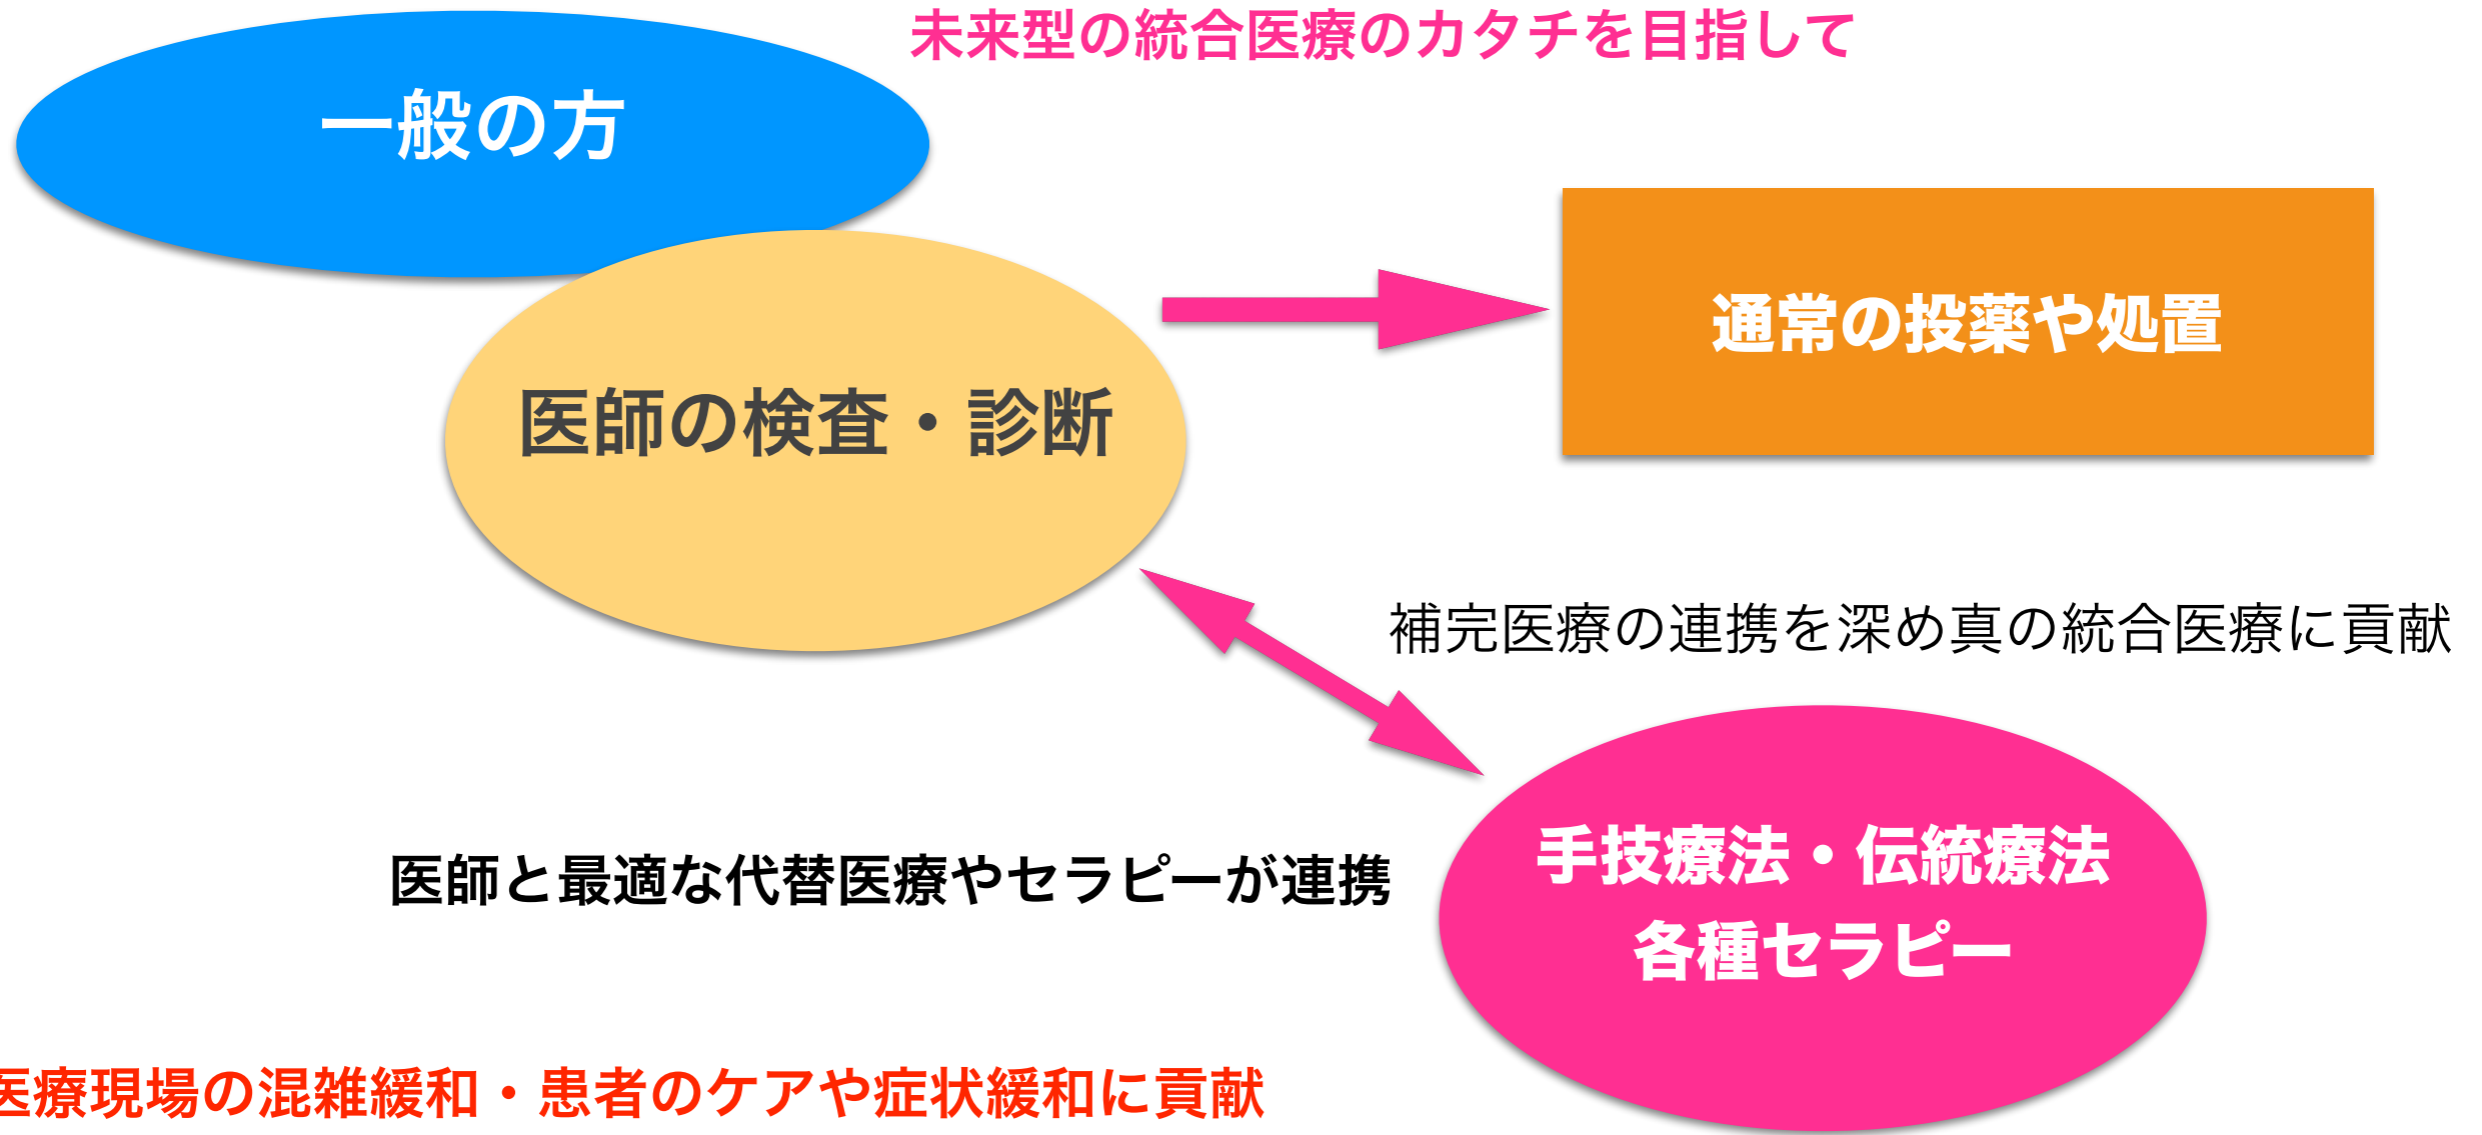 未来型の統合医療のカタチを目指して
一般の方
通常の投薬や処置
医師の検査・診断
補完医療の連携を深め真の統合医療に貢献
手技療法・伝統療法
各種セラピー
医師と最適な代替医療やセラピーが連携
医療現場の混雑緩和・患者のケアや症状緩和に貢献